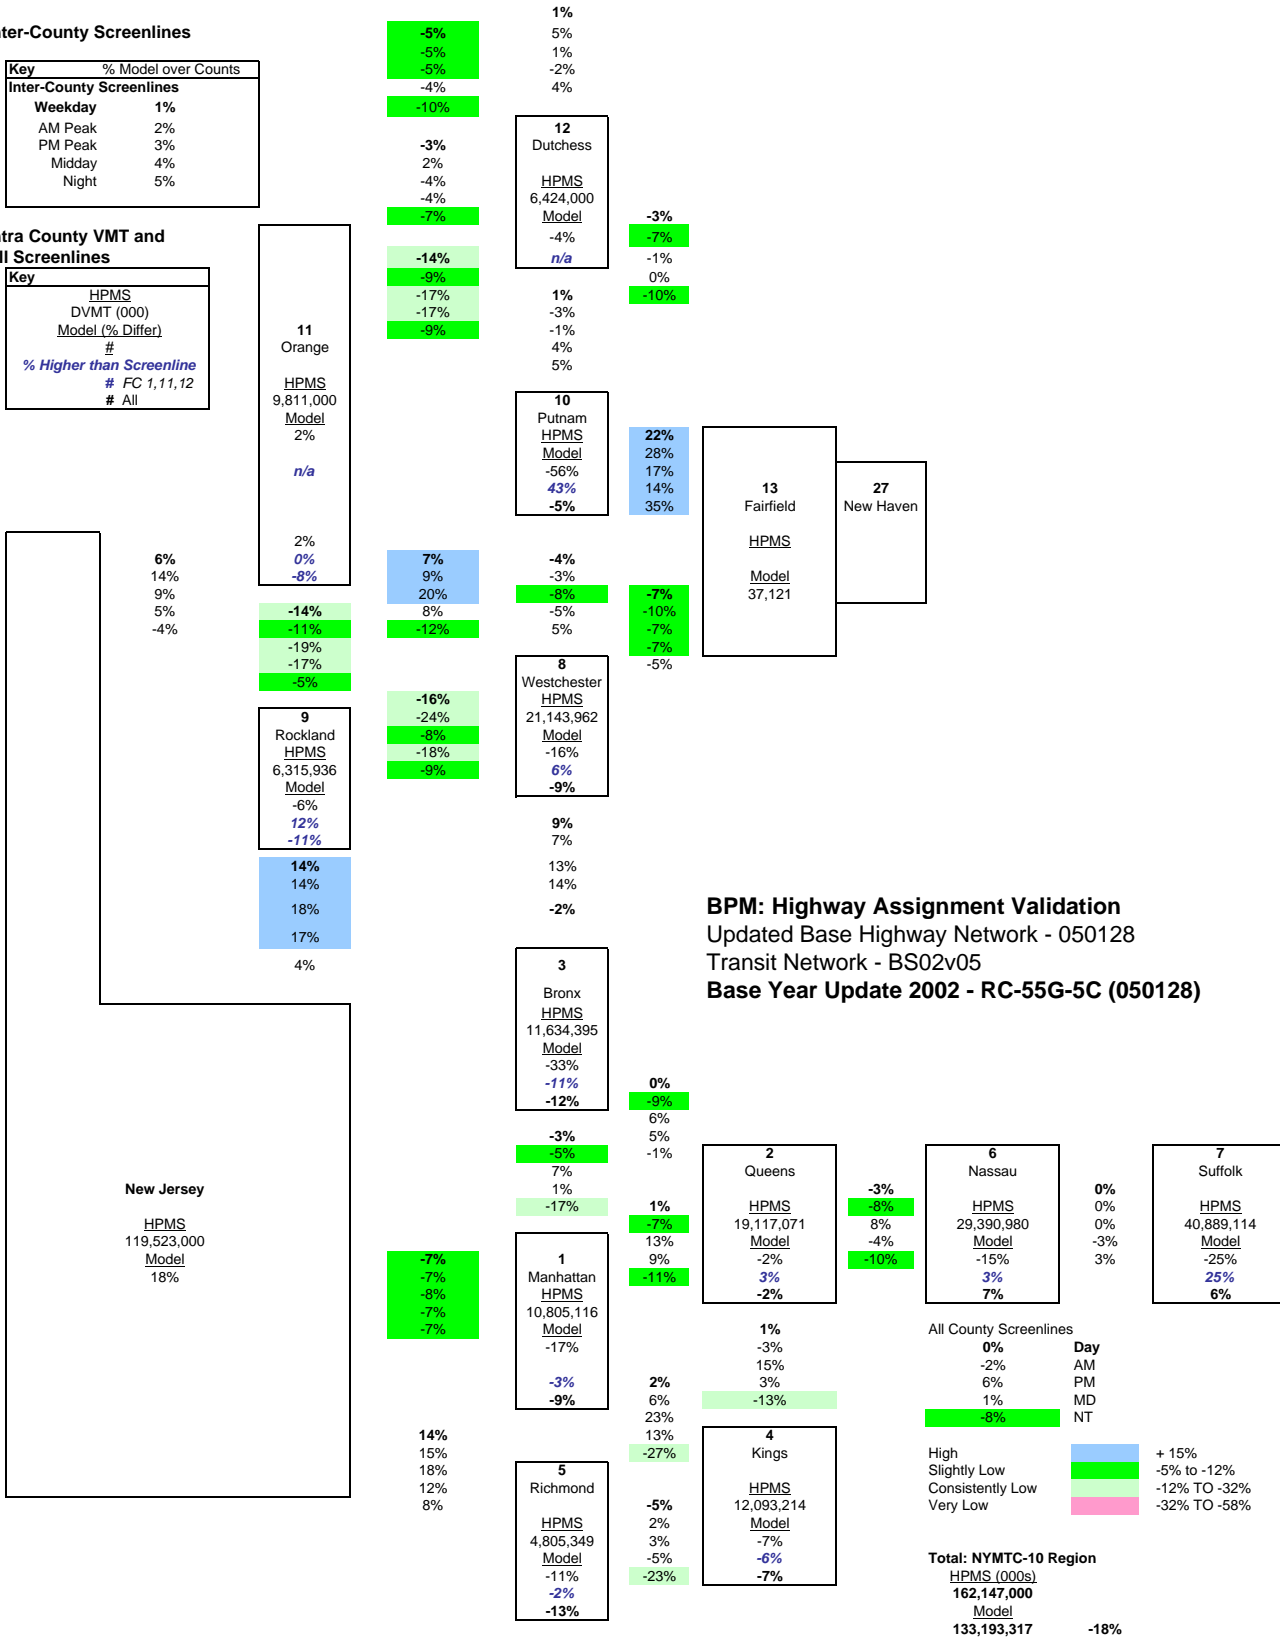 nter-County Screenlines
Key % Model over Counts
Inter-County Screenlines
Weekday 1%
AM Peak 2%
PM Peak 3%
Midday 4%
Night 5%
ntra County VMT and
ll Screenlines
Key
HPMS
DVMT (000)
Model (% Differ)
#
% Higher than Screenline
# FC 1,11,12
# All
-5%
-5%
-5%
-4%
-10%
1%
5%
1%
-2%
4%
-3%
2%
-4%
-4%
-7%
12
Dutchess
HPMS
6,424,000
Model
-4%
n/a
-3%
-7%
-1%
0%
-10%
-14%
-9%
-17%
-17%
-9%
1%
-3%
-1%
4%
5%
11
Orange
HPMS
9,811,000
Model
2%
n/a
2%
0%
-8%
10
Putnam
HPMS
Model
-56%
43%
-5%
22%
28%
17%
14%
35%
13
Fairfield
HPMS
Model
37,121
27
New Haven
6%
14%
9%
5%
-4%
7%
9%
20%
8%
-12%
-4%
-3%
-8%
-5%
5%
-7%
-10%
-7%
-7%
-5%
-14%
-11%
-19%
-17%
-5%
-16%
-24%
-8%
-18%
-9%
8
Westchester
HPMS
21,143,962
Model
-16%
6%
-9%
9
Rockland
HPMS
6,315,936
Model
-6%
12%
-11%
9%
7%
13%
14%
-2%
14%
14%
18%
17%
4%
BPM: Highway Assignment Validation
Updated Base Highway Network - 050128
Transit Network - BS02v05
Base Year Update 2002 - RC-55G-5C (050128)
3
Bronx
HPMS
11,634,395
Model
-33%
-11%
-12%
0%
-9%
6%
5%
-1%
-3%
-5%
7%
1%
-17%
New Jersey
HPMS
119,523,000
Model
18%
1%
-7%
13%
9%
-11%
2
Queens
HPMS
19,117,071
Model
-2%
3%
-2%
-3%
-8%
8%
-4%
-10%
6
Nassau
HPMS
29,390,980
Model
-15%
3%
7%
0%
0%
0%
-3%
3%
7
Suffolk
HPMS
40,889,114
Model
-25%
25%
6%
-7%
-7%
-8%
-7%
-7%
1
Manhattan
HPMS
10,805,116
Model
-17%
-3%
-9%
1%
-3%
15%
3%
-13%
2%
6%
23%
13%
-27%
14%
15%
18%
12%
8%
5
Richmond
HPMS
4,805,349
Model
-11%
-2%
-13%
-5%
2%
3%
-5%
-23%
4
Kings
HPMS
12,093,214
Model
-7%
-6%
-7%
All County Screenlines
0% Day
-2% AM
6% PM
1% MD
-8% NT
High + 15%
Slightly Low -5% to -12%
Consistently Low -12% TO -32%
Very Low -32% TO -58%
Total: NYMTC-10 Region
HPMS (000s)
162,147,000
Model
133,193,317 -18%